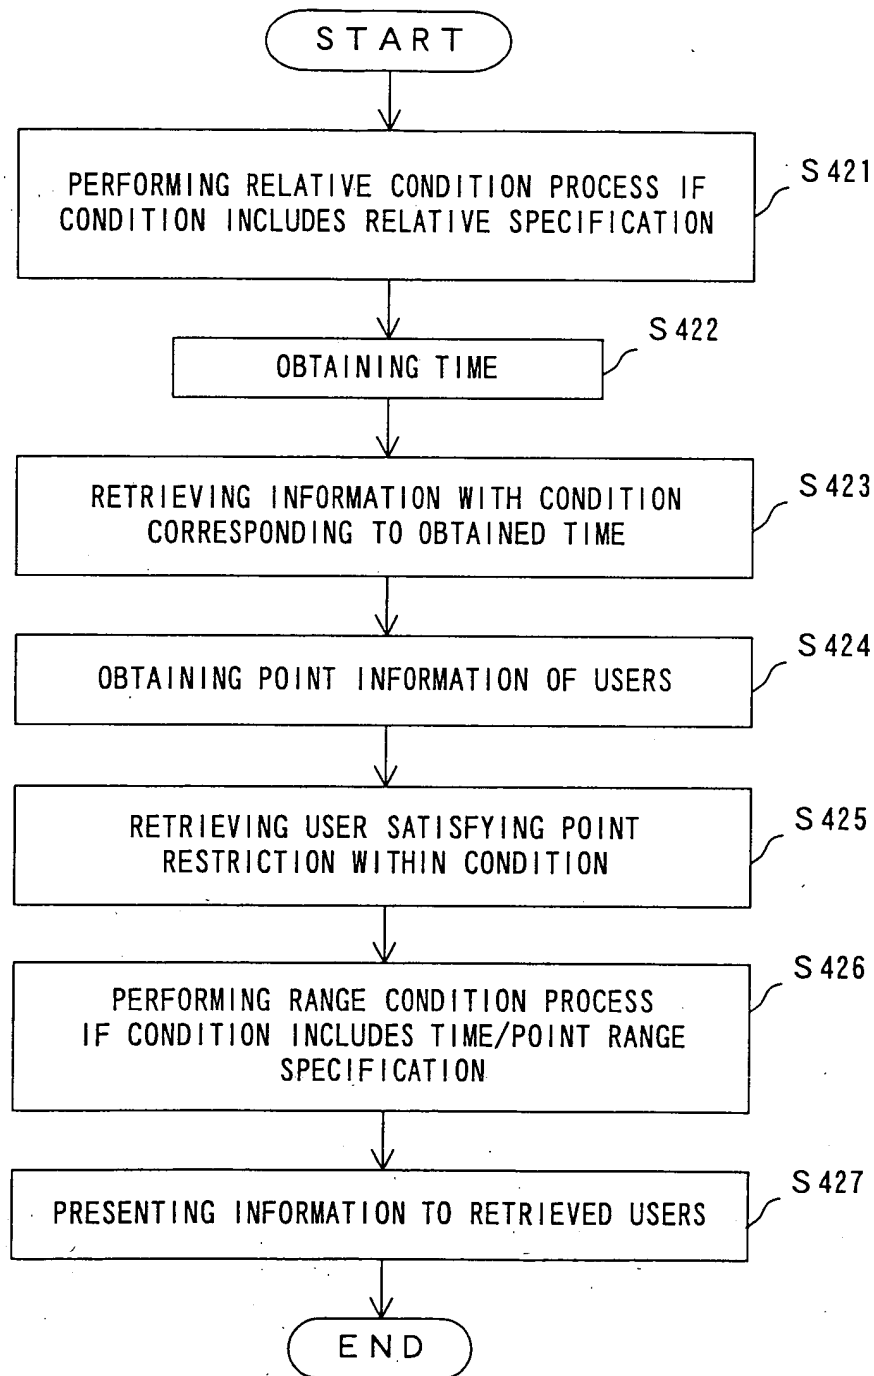 START
PERFORMING RELATIVE CONDITION PROCESS IF
CONDITION INCLUDES RELATIVE SPECIFICATION
S421
OBTAINING TIME
S422
RETRIEVING INFORMATION WITH CONDITION
CORRESPONDING TO OBTAINED TIME
S423
OBTAINING POINT INFORMATION OF USERS
S424
RETRIEVING USER SATISFYING POINT
RESTRICTION WITHIN CONDITION
S425
PERFORMING RANGE CONDITION PROCESS
IF CONDITION INCLUDES TIME/POINT RANGE
SPECIFICATION
S426
PRESENTING INFORMATION TO RETRIEVED USERS
S427
END